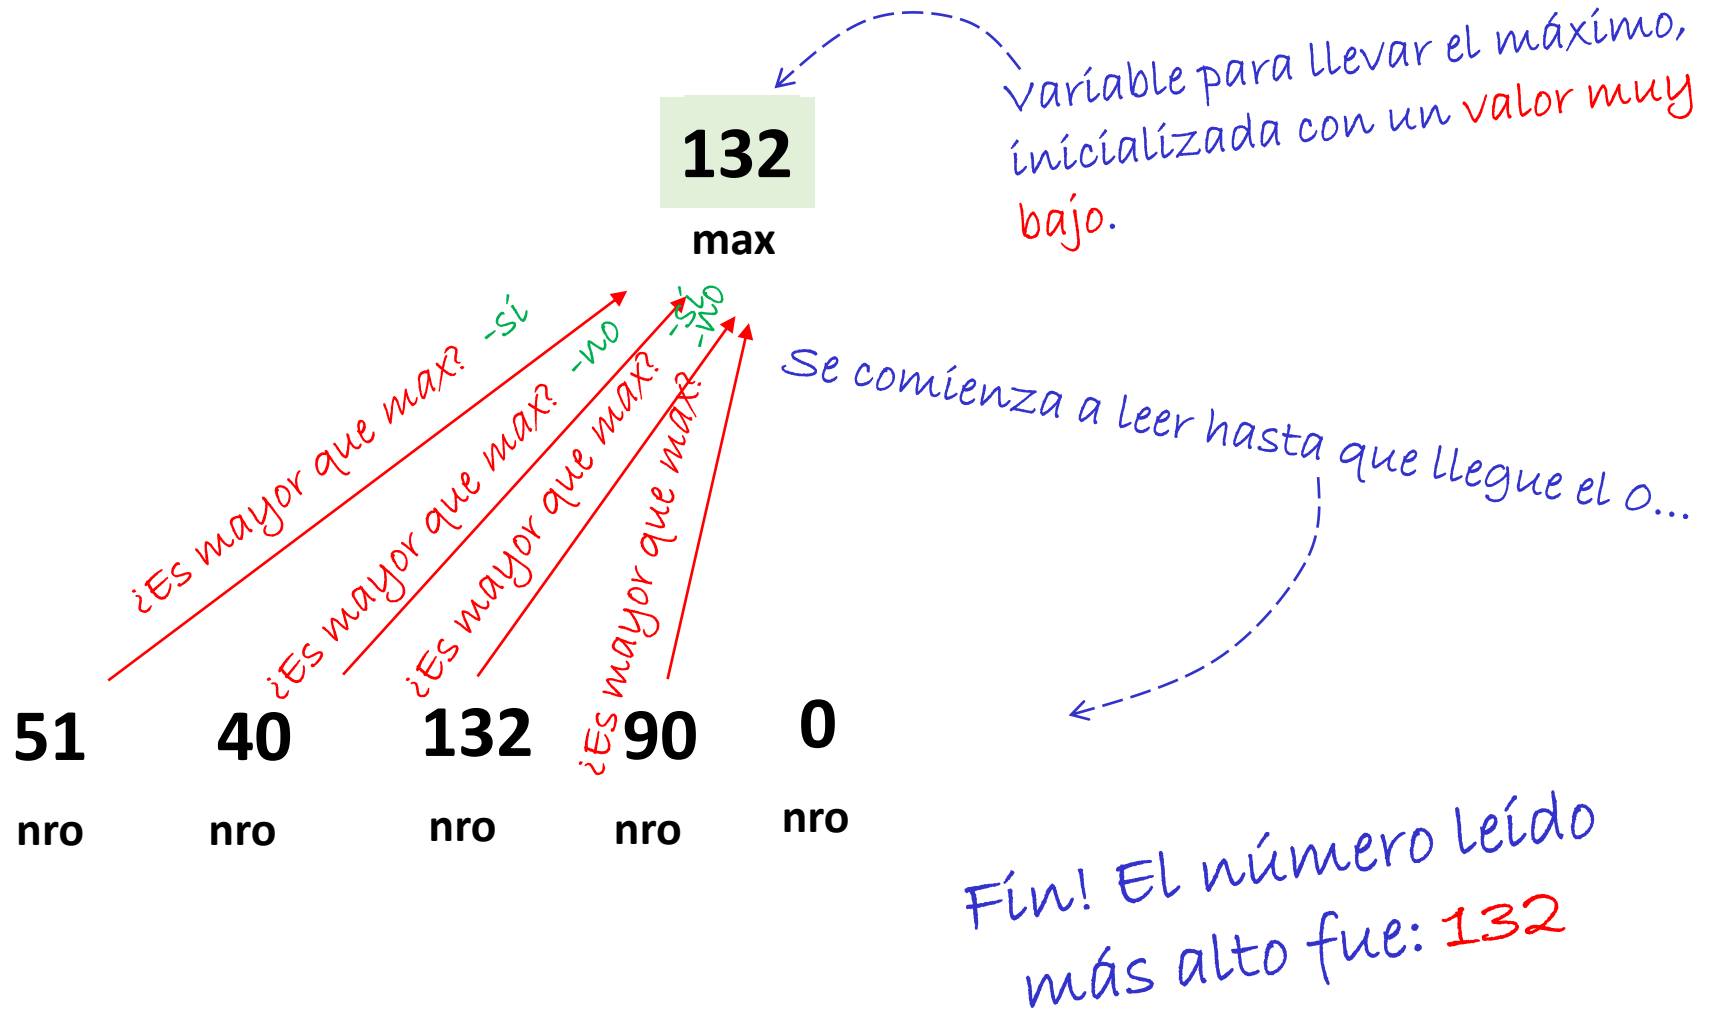 variable para llevar el máximo,
inicializada con un valor muy
bajo.
132
max
-sí
-no
-sí
-no
¿Es mayor que max?
¿Es mayor que max?
¿Es mayor que max?
¿Es mayor que max?
Se comienza a leer hasta que llegue el 0...
51
40
132
90
0
nro
nro
nro
nro
nro
Fin! El número leído
más alto fue: 132